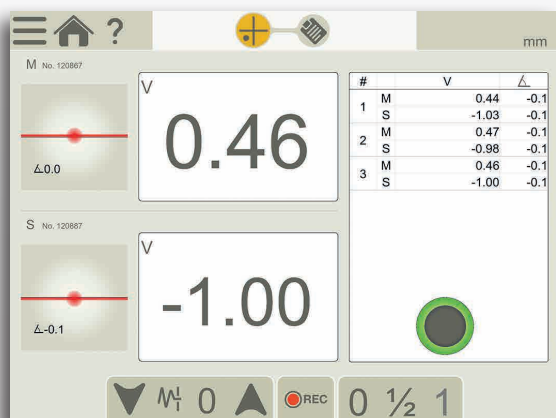 ?
mm
M No. 120867
V
0.46
∡0.0
S No. 120887
V
-1.00
∡-0.1
# V ∡
1 M 0.44 -0.1
S -1.03 -0.1
2 M 0.47 -0.1
S -0.98 -0.1
3 M 0.46 -0.1
S -1.00 -0.1
0 REC 0 ½ 1